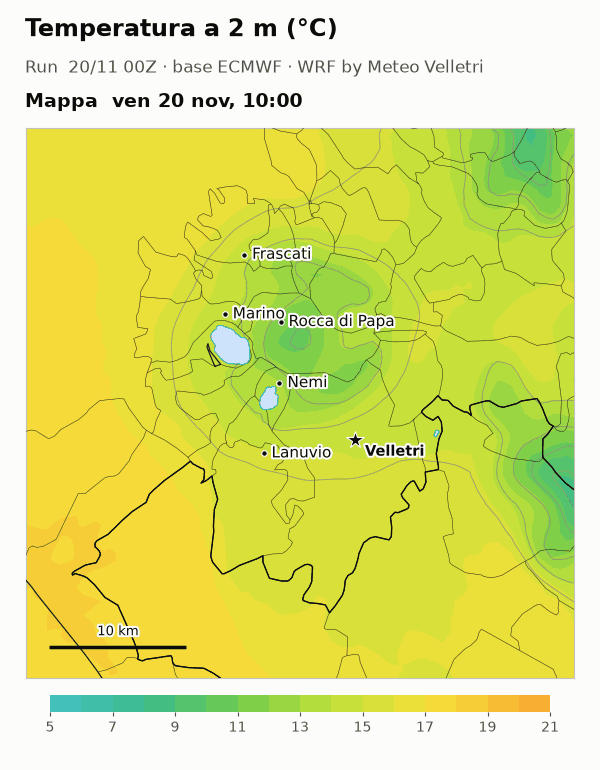 Temperatura a 2 m (°C)
Run  20/11 00Z · base ECMWF · WRF by Meteo Velletri
Mappa  ven 20 nov, 10:00
Frascati
Marino
Rocca di Papa
Nemi
Velletri
Lanuvio
10 km
5 7 9 11 13 15 17 19 21